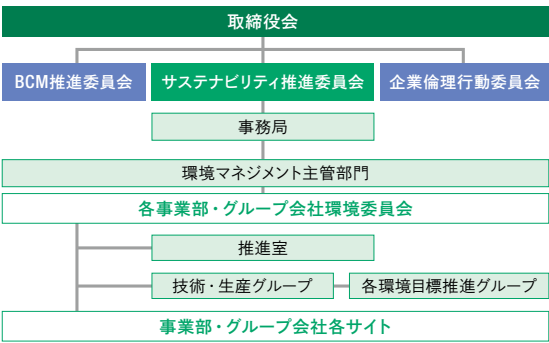 取締役会
BCM推進委員会
サステナビリティ推進委員会
企業倫理行動委員会
事務局
環境マネジメント主管部門
各事業部・グループ会社環境委員会
推進室
技術・生産グループ
各環境目標推進グループ
事業部・グループ会社各サイト